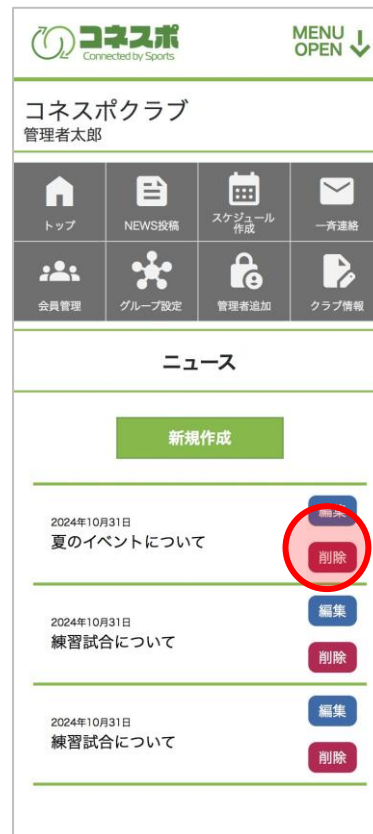 コネスポ
Connected by Sports
MENU
OPEN
コネスポクラブ
管理者太郎
トップ
NEWS投稿
スケジュール
作成
一斉連絡
会員管理
グループ設定
管理者追加
クラブ情報
ニュース
新規作成
2024年10月31日
夏のイベントについて
編集
削除
2024年10月31日
練習試合について
編集
削除
2024年10月31日
練習試合について
編集
削除